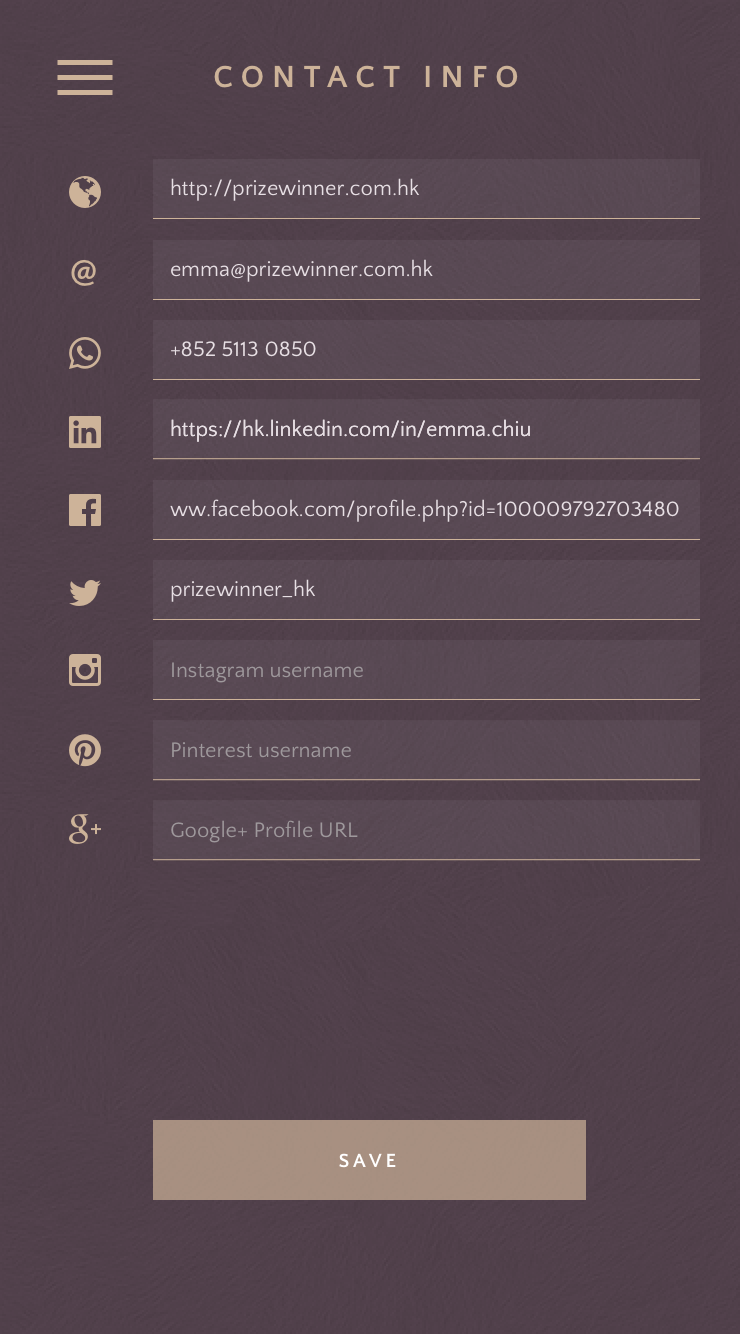 CONTACT INFO
http://prizewinner.com.hk
@
emma@prizewinner.com.hk
+852 5113 0850
in
https://hk.linkedin.com/in/emma.chiu
f
ww.facebook.com/profile.php?id=100009792703480
prizewinner_hk
Instagram username
Pinterest username
g+
Google+ Profile URL
SAVE